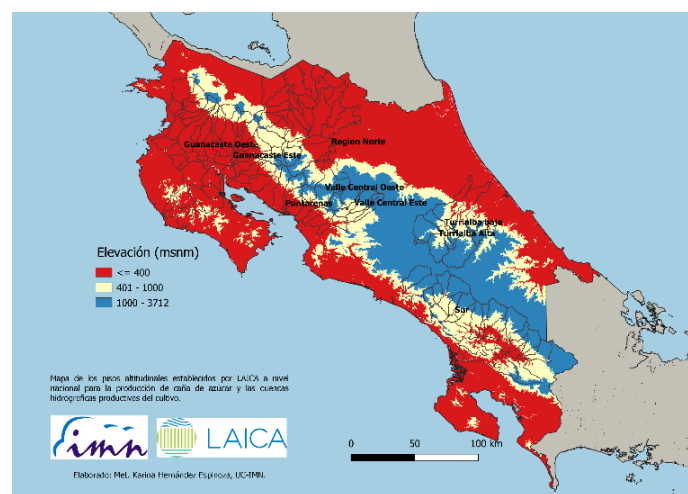 Guanacaste Oeste
Region Norte
Guanacaste Este
Valle Central Oeste
Puntarenas
Valle Central Este
Turrialba Baja
Turrialba Alta
Sur
Elevación (msnm)
<= 400
401 - 1000
1000 - 3712
Mapa de los pisos altitudinales establecidos por LAICA a nivel
nacional para la producción de caña de azúcar y las cuencas
hidrograficas productivas del cultivo.
imn
LAICA
0 50 100 km
Elaborado: Met. Karina Hernández Espinoza, UC-IMN.